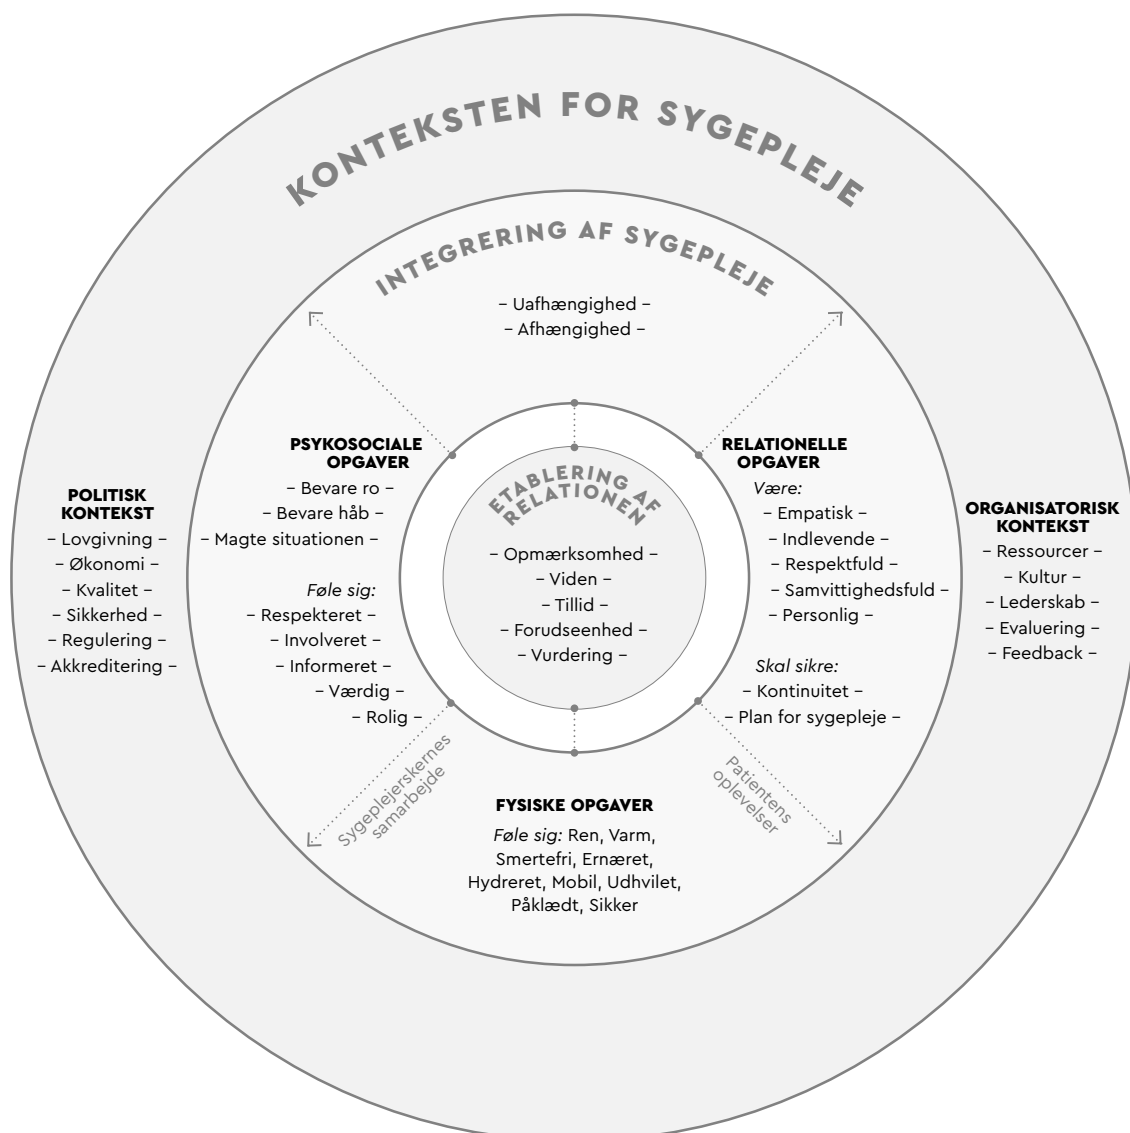 KONTEKSTEN FOR SYGEPLEJE
INTEGRERING AF SYGEPLEJE
– Uafhængighed –
– Afhængighed –
POLITISK
KONTEKST
– Lovgivning –
– Økonomi –
– Kvalitet –
– Sikkerhed –
– Regulering –
– Akkreditering –
PSYKOSOCIALE
OPGAVER
– Bevare ro –
– Bevare håb –
– Magte situationen –
Føle sig:
– Respekteret –
– Involveret –
– Informeret –
– Værdig –
– Rolig –
ETABLERING AF
RELATIONEN
– Opmærksomhed –
– Viden –
– Tillid –
– Forudseenhed –
– Vurdering –
RELATIONELLE
OPGAVER
Være:
– Empatisk –
– Indlevende –
– Respektfuld –
– Samvittighedsfuld –
– Personlig –
Skal sikre:
– Kontinuitet –
– Plan for sygepleje –
ORGANISATORISK
KONTEKST
– Ressourcer –
– Kultur –
– Lederskab –
– Evaluering –
– Feedback –
Sygeplejerskernes
samarbejde
Patientens
oplevelser
FYSISKE OPGAVER
Føle sig: Ren, Varm,
Smertefri, Ernæret,
Hydreret, Mobil, Udhvilet,
Påklædt, Sikker